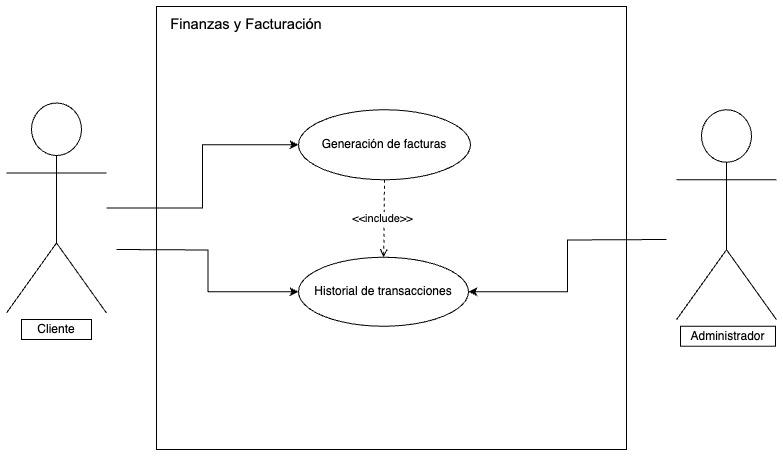 Finanzas y Facturación
Generación de facturas
<<include>>
Historial de transacciones
Cliente
Administrador